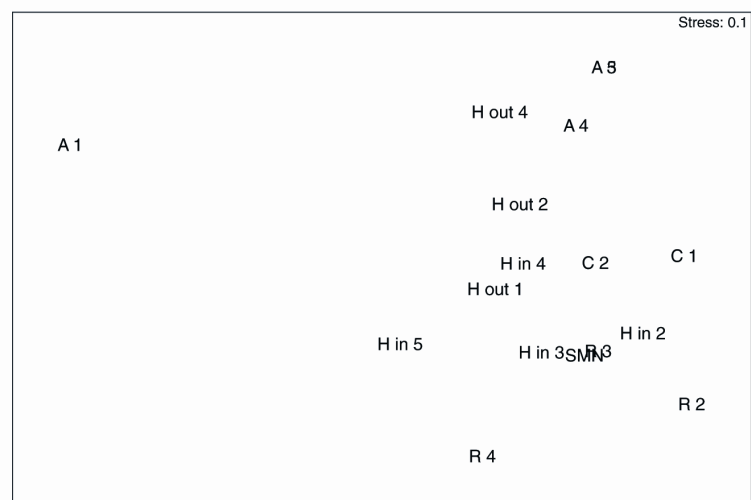 Stress: 0.1
A 1
H out 4
A 4
H out 2
H in 4
C 2
C 1
H out 1
H in 5
H in 2
H in 3
SMN
R 3
R 2
R 4